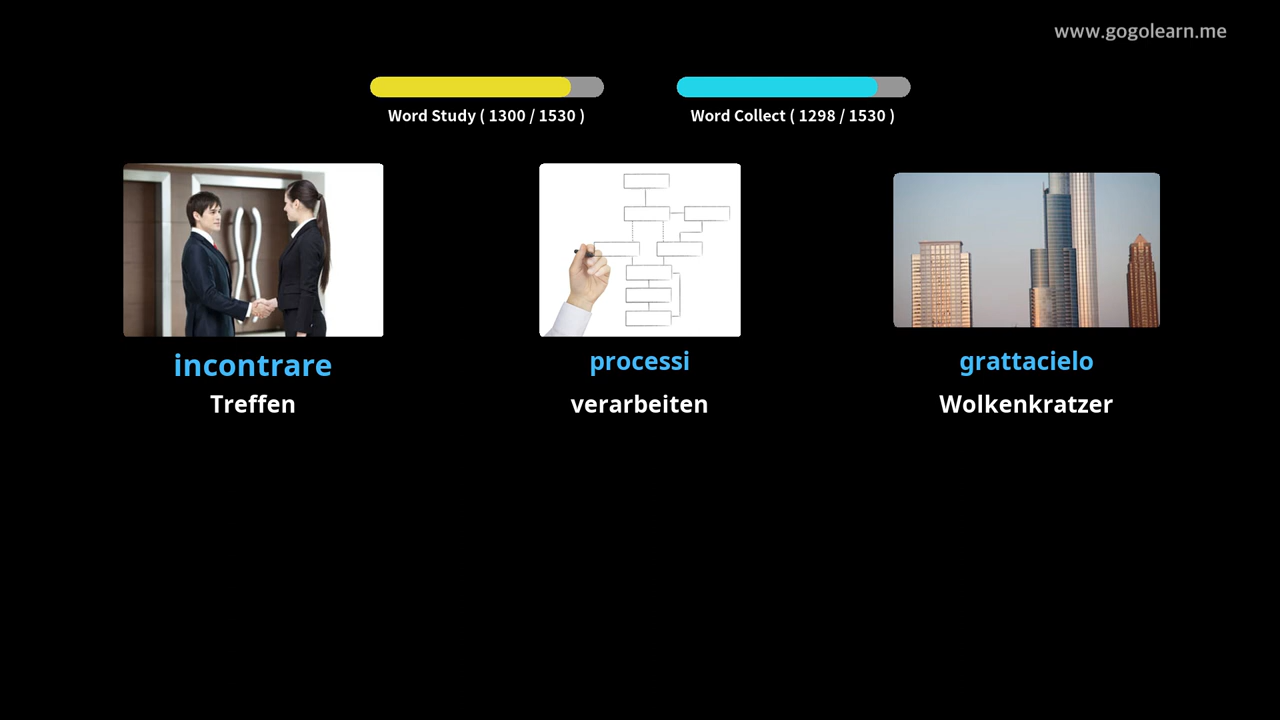 www.gogolearn.me
Word Study ( 1300 / 1530 )
Word Collect ( 1298 / 1530 )
incontrare
Treffen
processi
verarbeiten
grattacielo
Wolkenkratzer